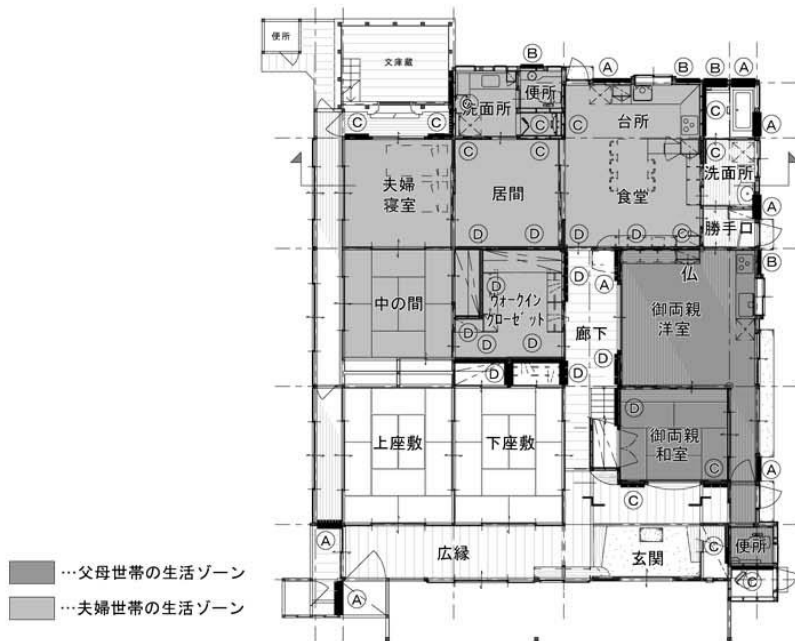 便所
文庫蔵
Ⓑ
Ⓐ
Ⓑ
Ⓑ
Ⓐ
便所
Ⓒ
洗面所
Ⓒ
Ⓒ
Ⓒ
Ⓒ
Ⓒ
台所
Ⓐ
Ⓒ
Ⓒ
Ⓒ
Ⓒ
洗面所
夫婦
寝室
居間
食堂
Ⓐ
勝手口
Ⓓ
Ⓓ
Ⓓ
Ⓓ
Ⓒ
Ⓑ
仏
Ⓓ
Ⓐ
Ⓓ
ウォークイン
クローゼット
中の間
御両親
洋室
廊下
Ⓓ
Ⓓ
Ⓓ
Ⓓ
Ⓓ
Ⓓ
Ⓓ
御両親
和室
上座敷
下座敷
Ⓒ
Ⓐ
Ⓒ
広縁
玄関
Ⓒ
便所
Ⓐ
Ⓒ
Ⓐ
…父母世帯の生活ゾーン
…夫婦世帯の生活ゾーン